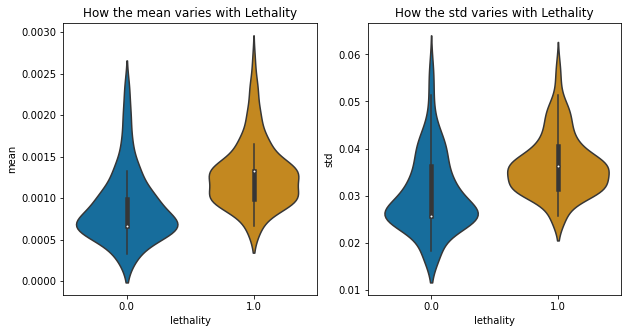 How the mean varies with Lethality
mean
0.0030
0.0025
0.0020
0.0015
0.0010
0.0005
0.0000
0.0
1.0
lethality
How the std varies with Lethality
std
0.06
0.05
0.04
0.03
0.02
0.01
0.0
1.0
lethality